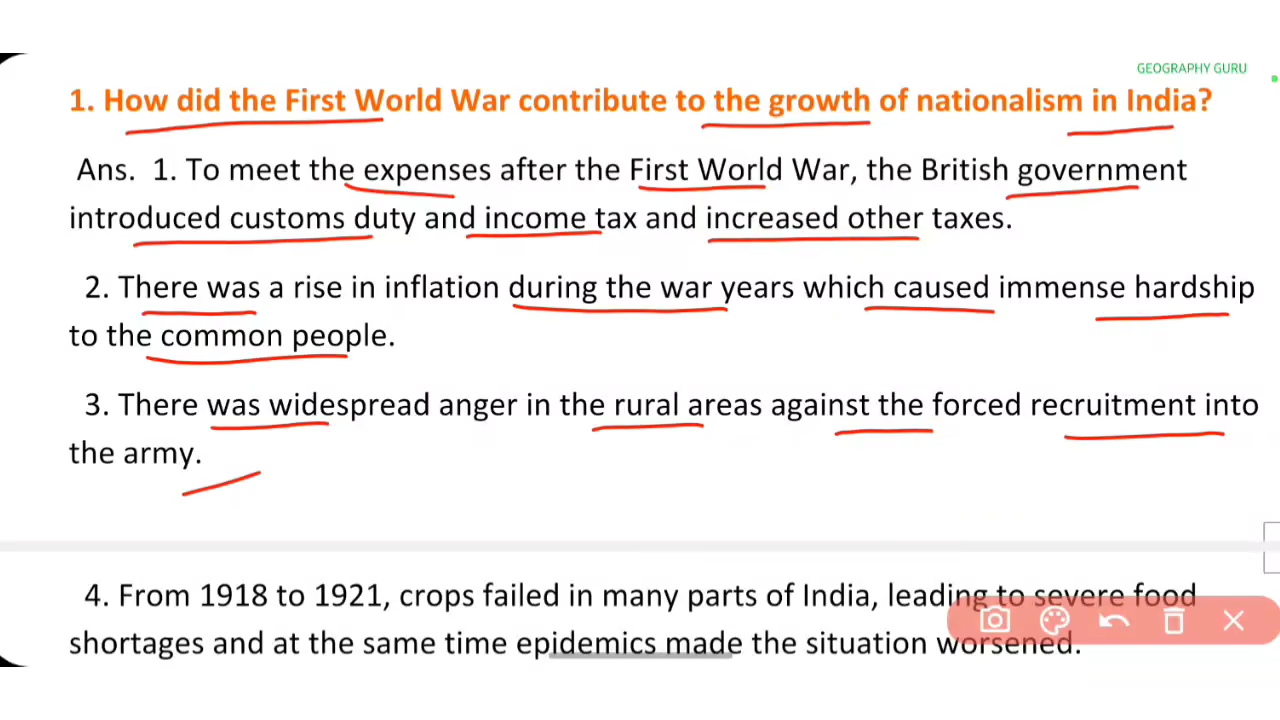 GEOGRAPHY GURU
1. How did the First World War contribute to the growth of nationalism in India?
Ans. 1. To meet the expenses after the First World War, the British government
introduced customs duty and income tax and increased other taxes.
2. There was a rise in inflation during the war years which caused immense hardship
to the common people.
3. There was widespread anger in the rural areas against the forced recruitment into
the army.
4. From 1918 to 1921, crops failed in many parts of India, leading to severe food
shortages and at the same time epidemics made the situation worsened.